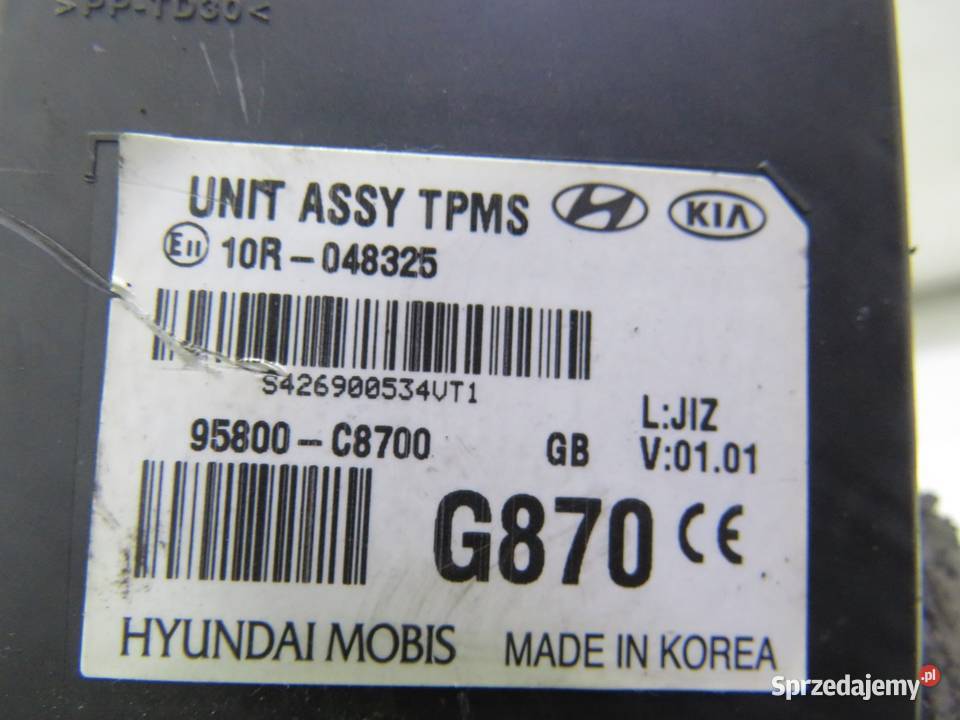 >PP-TD30<
UNIT ASSY TPMS KIA
E11 10R-048325
S426900534VT1
L:JIZ
95800-C8700 GB V:01.01
G870 CE
HYUNDAI MOBIS MADE IN KOREA
Sprzedajemy.pl